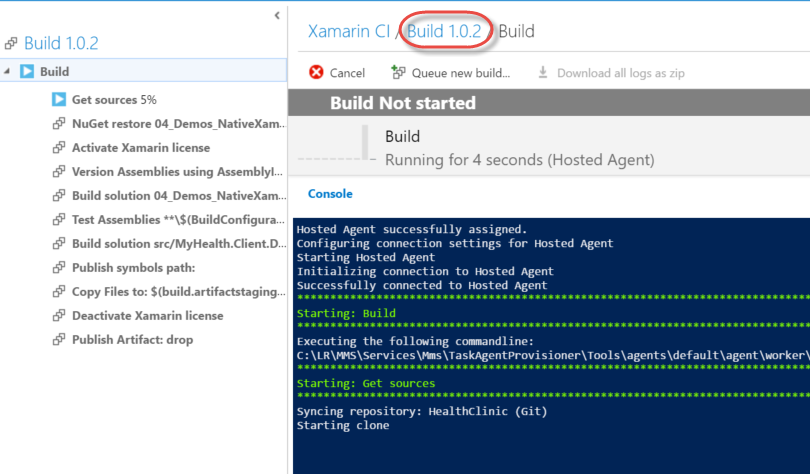 Build 1.0.2
Build
Get sources 5%
NuGet restore 04_Demos_NativeXam...
Activate Xamarin license
Version Assemblies using AssemblyI...
Build solution 04_Demos_NativeXam...
Test Assemblies **\$(BuildConfigura...
Build solution src/MyHealth.Client.D...
Publish symbols path:
Copy Files to: $(build.artifactstaging...
Deactivate Xamarin license
Publish Artifact: drop
Xamarin CI / Build 1.0.2 / Build
Cancel Queue new build... Download all logs as zip
Build Not started
Build
Running for 4 seconds (Hosted Agent)
Console
Hosted Agent successfully assigned.
Configuring connection settings for Hosted Agent
Starting Hosted Agent
Initializing connection to Hosted Agent
Successfully connected to Hosted Agent
******************************************************************************
Starting: Build
******************************************************************************
Executing the following commandline:
C:\LR\MMS\Services\Mms\TaskAgentProvisioner\Tools\agents\default\agent\worker\
******************************************************************************
Starting: Get sources
******************************************************************************
Syncing repository: HealthClinic (Git)
Starting clone